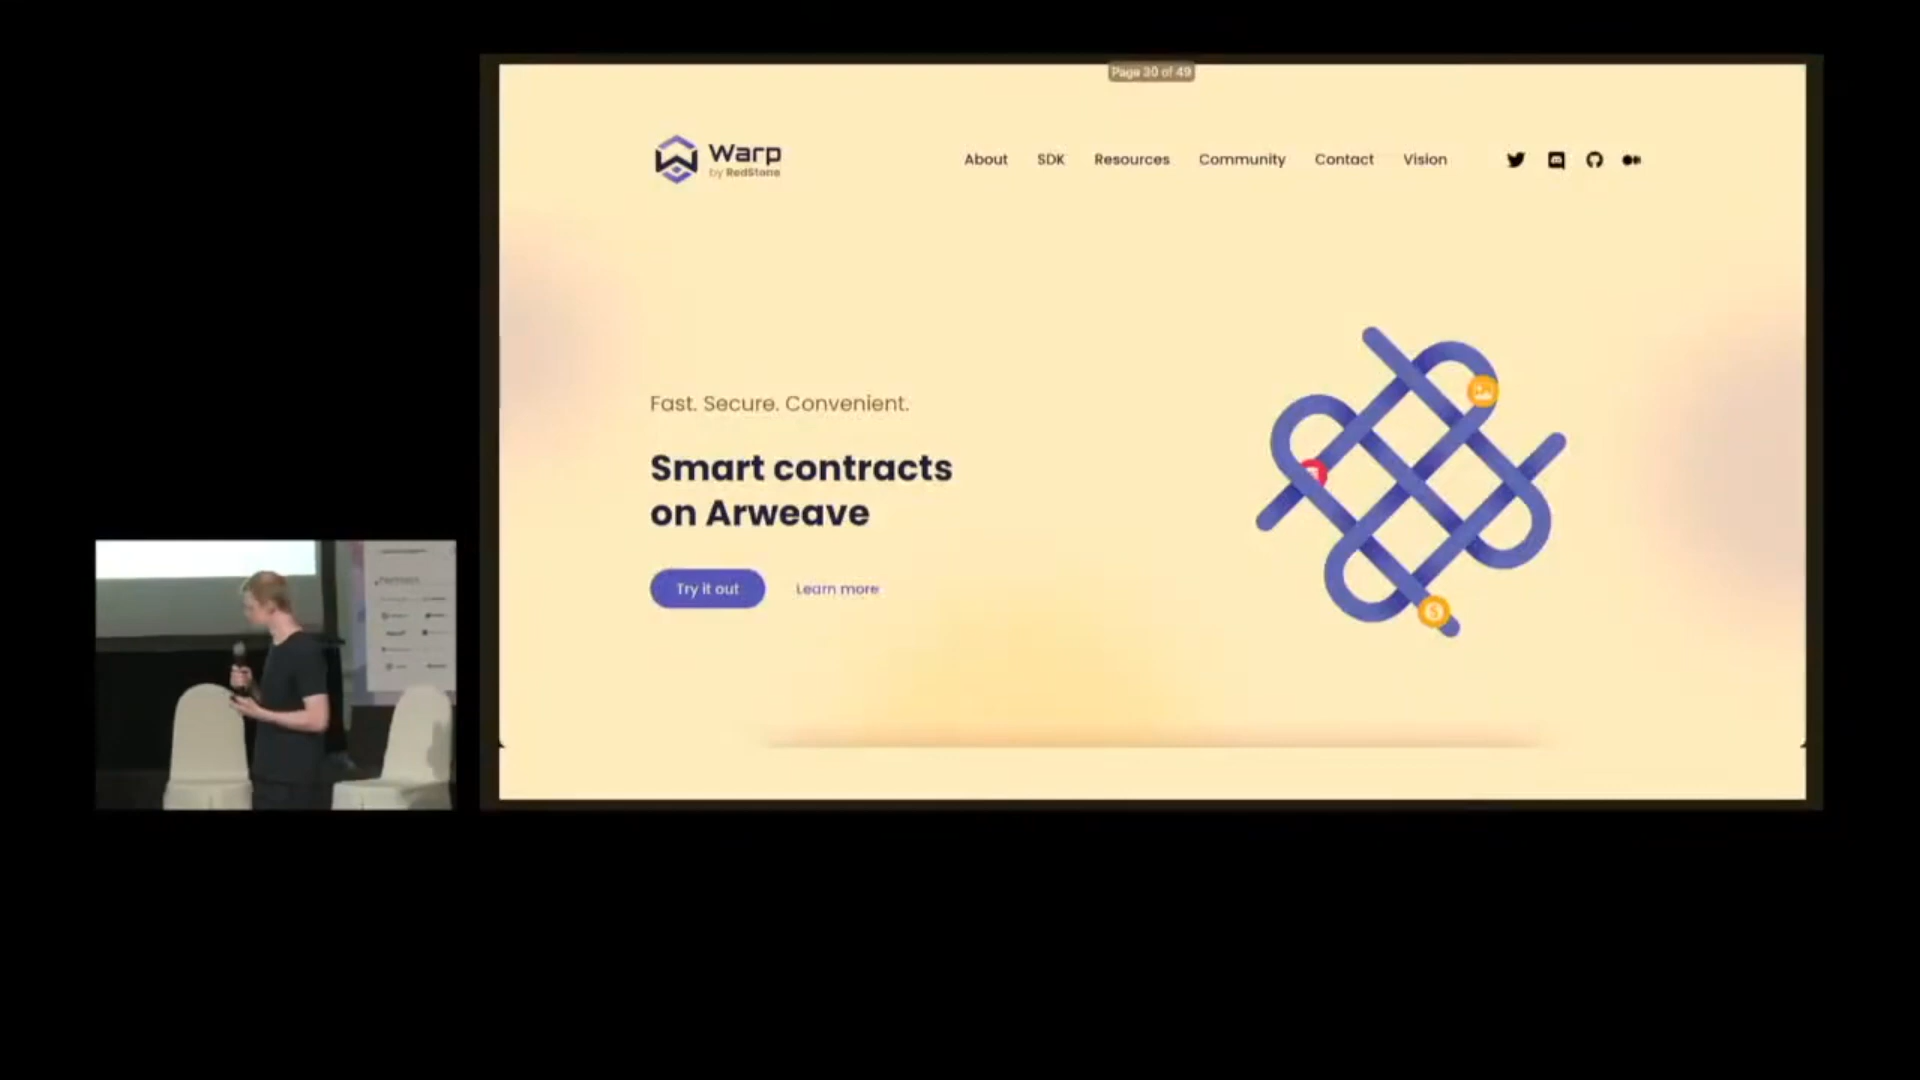 Page 30 of 49
Warp
by RedStone
About SDK Resources Community Contact Vision
Fast. Secure. Convenient.
Smart contracts
on Arweave
Try it out Learn more